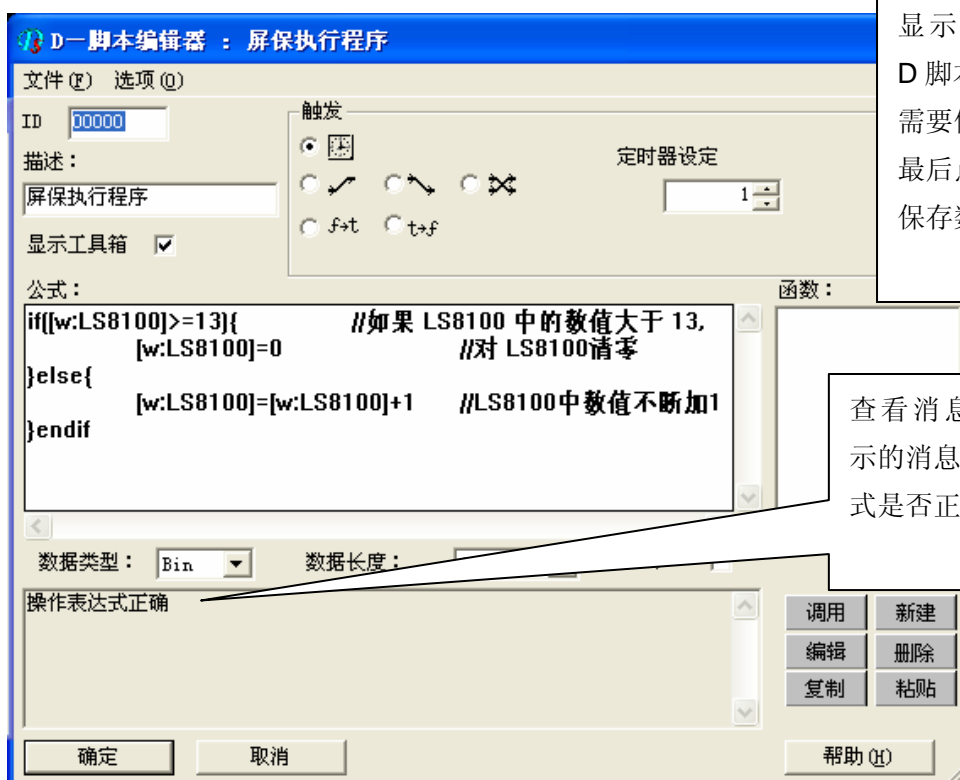 D—脚本编辑器 : 屏保执行程序
文件(F) 选项(O)
ID 00000
描述:
屏保执行程序
显示工具箱
触发
定时器设定
1
f→t t→f
公式:
if([w:LS8100]>=13){ //如果 LS8100 中的数值大于 13,
[w:LS8100]=0 //对 LS8100清零
}else{
[w:LS8100]=[w:LS8100]+1 //LS8100中数值不断加1
}endif
函数:
显示
D 脚
需要
最后
保存
查看消息
示的消息
式是否正
数据类型: Bin 数据长度:
操作表达式正确
调用 新建
编辑 删除
复制 粘贴
确定 取消 帮助(H)